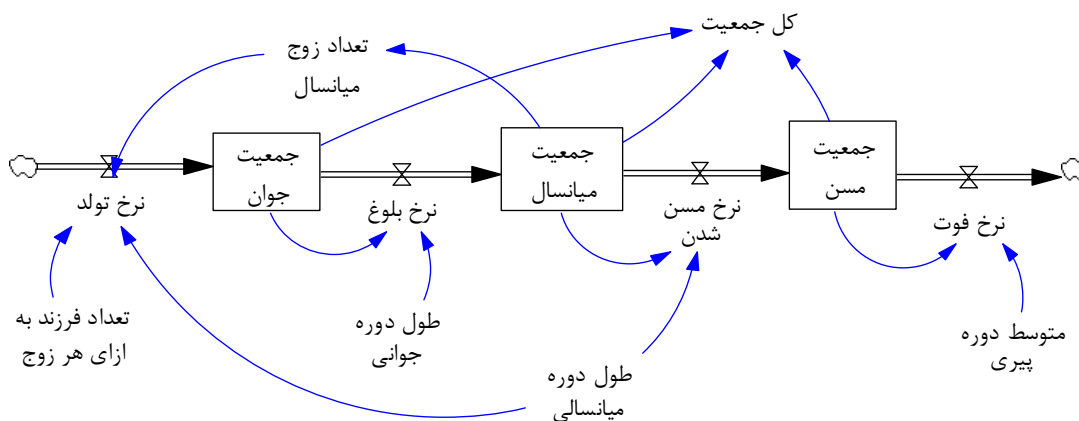 کل جمعیت
تعداد زوج
میانسال
جمعیت
جوان
جمعیت
میانسال
جمعیت
مسن
نرخ تولد
نرخ بلوغ
نرخ مسن
شدن
نرخ فوت
تعداد فرزند به
ازای هر زوج
طول دوره
جوانی
طول دوره
میانسالی
متوسط دوره
پیری